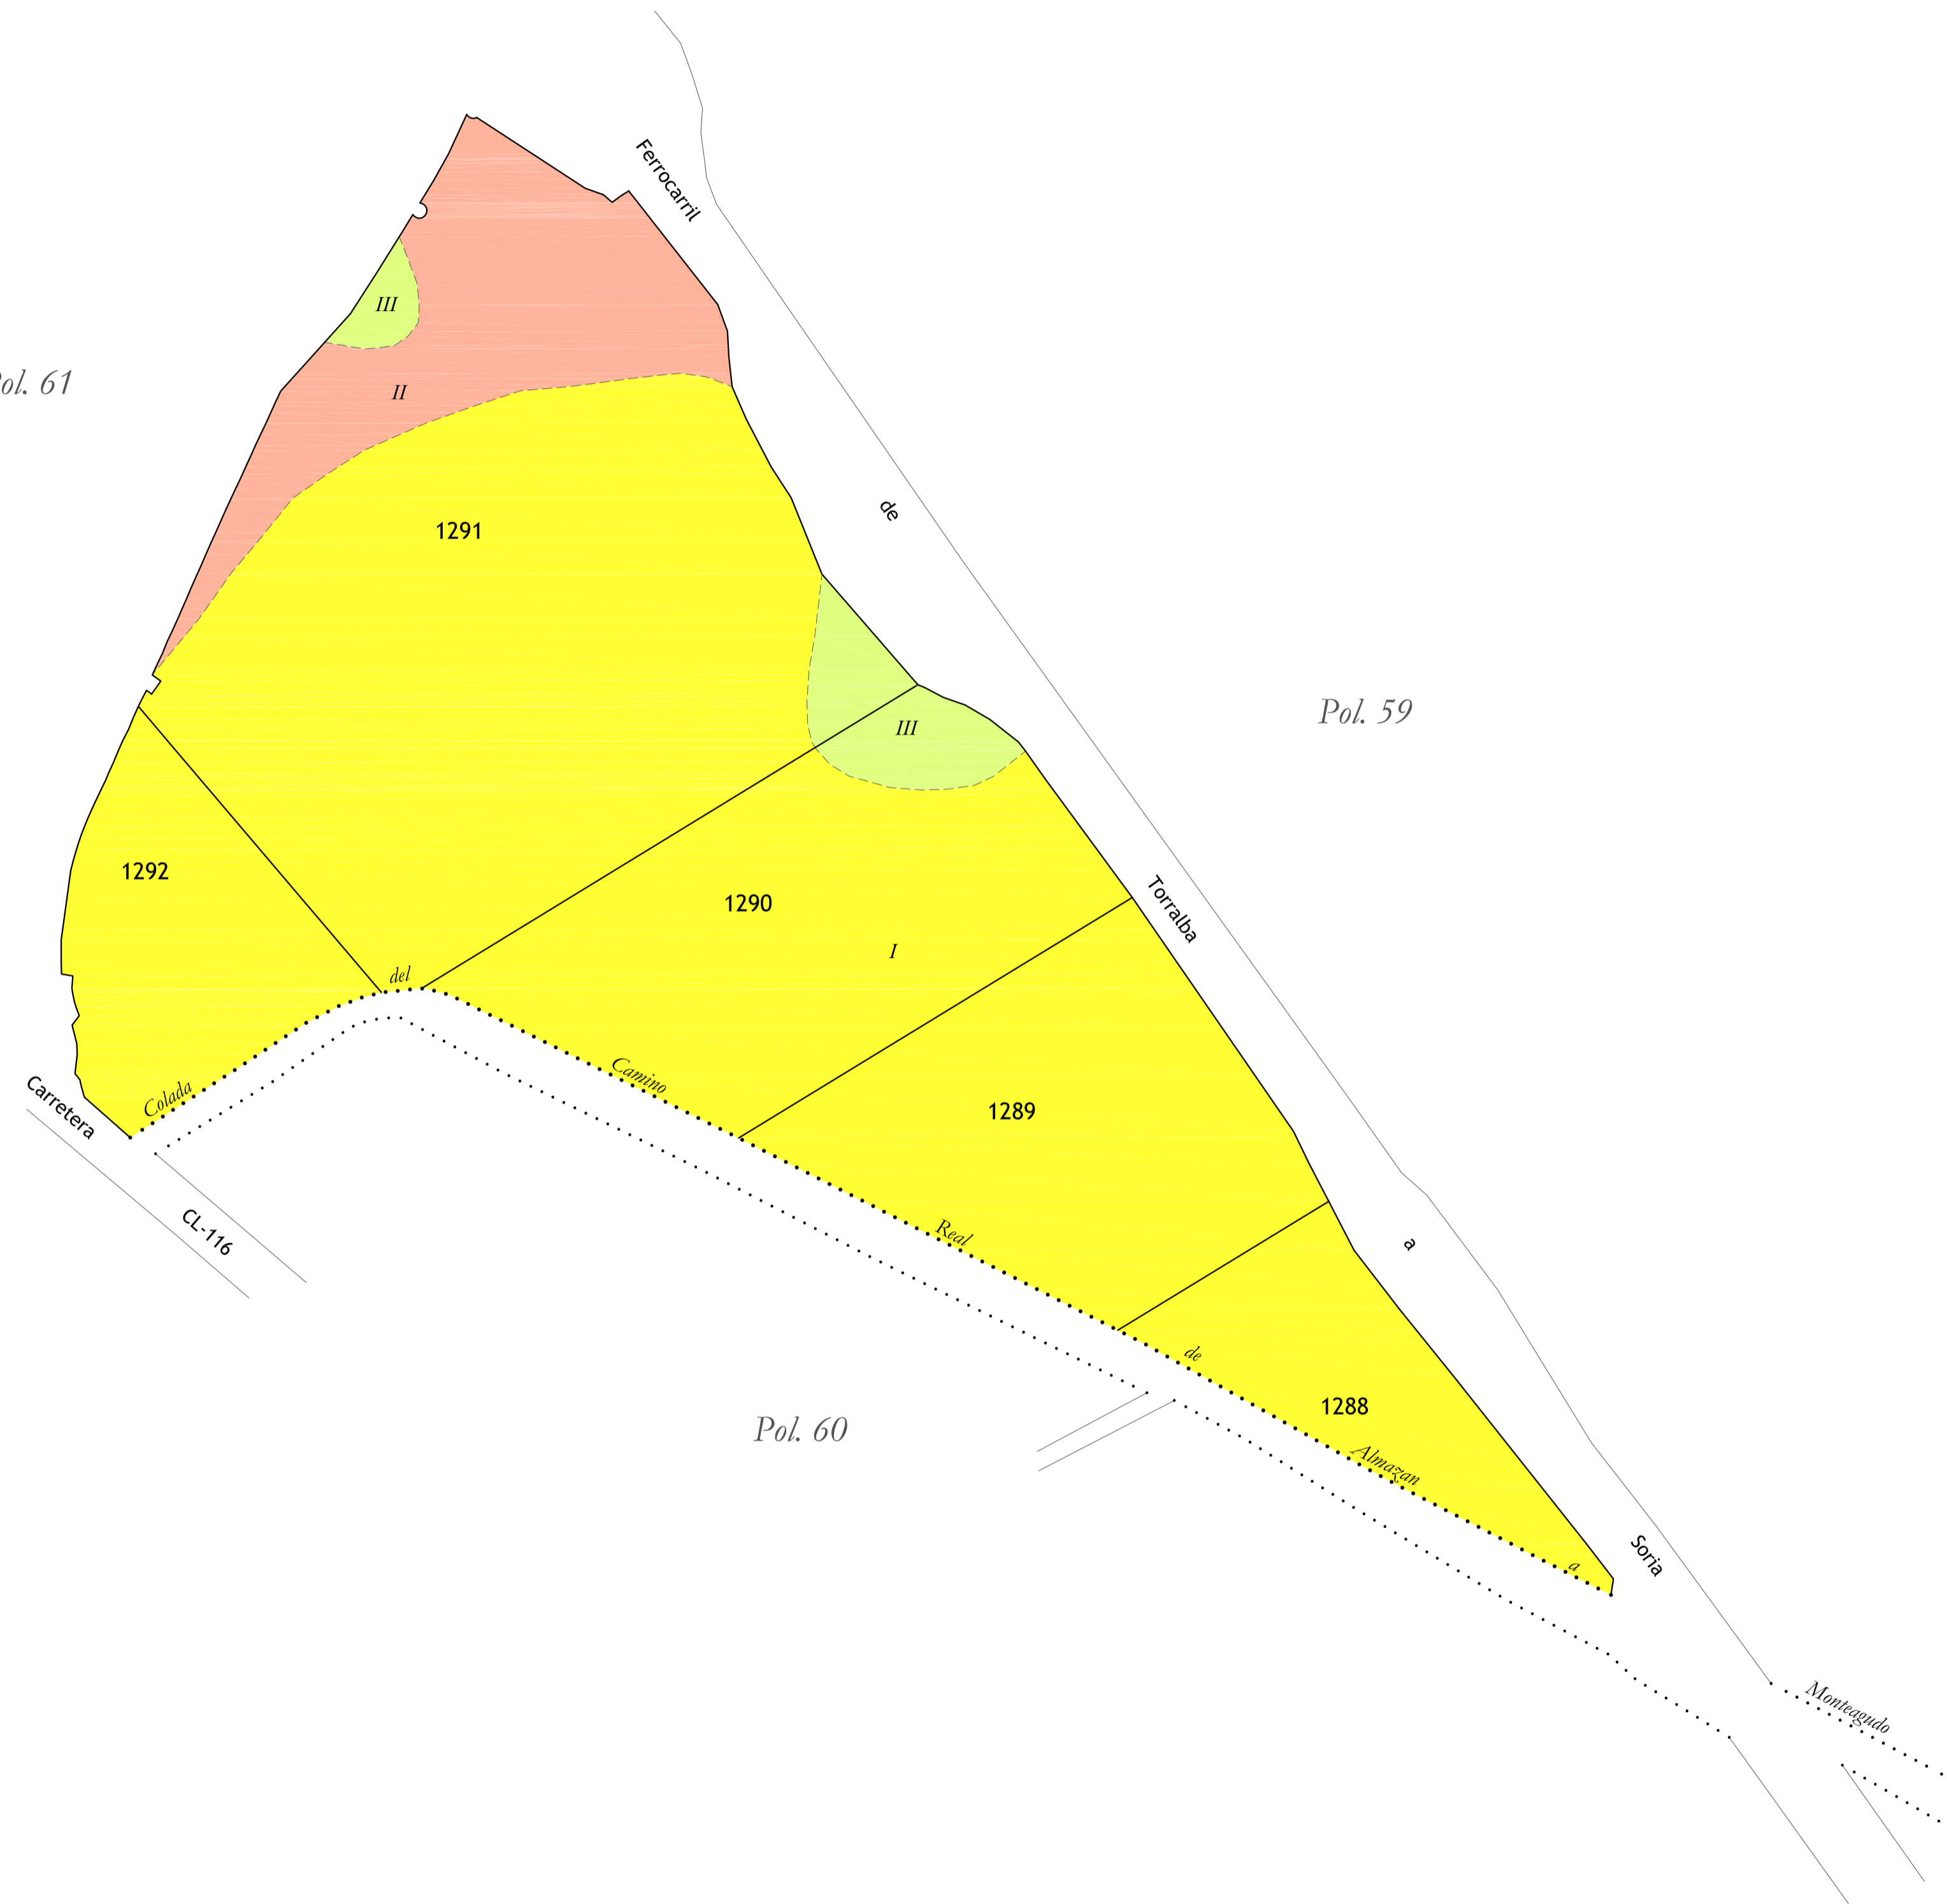 Ferrocarril
de
Torralba
a
Soria
III
II
Pol. 61
1291
Pol. 59
III
1292
1290
I
1289
1288
Colada
del
Camino
Real
de
Almazan
a
Monteagudo
Carretera
CL-116
Pol. 60